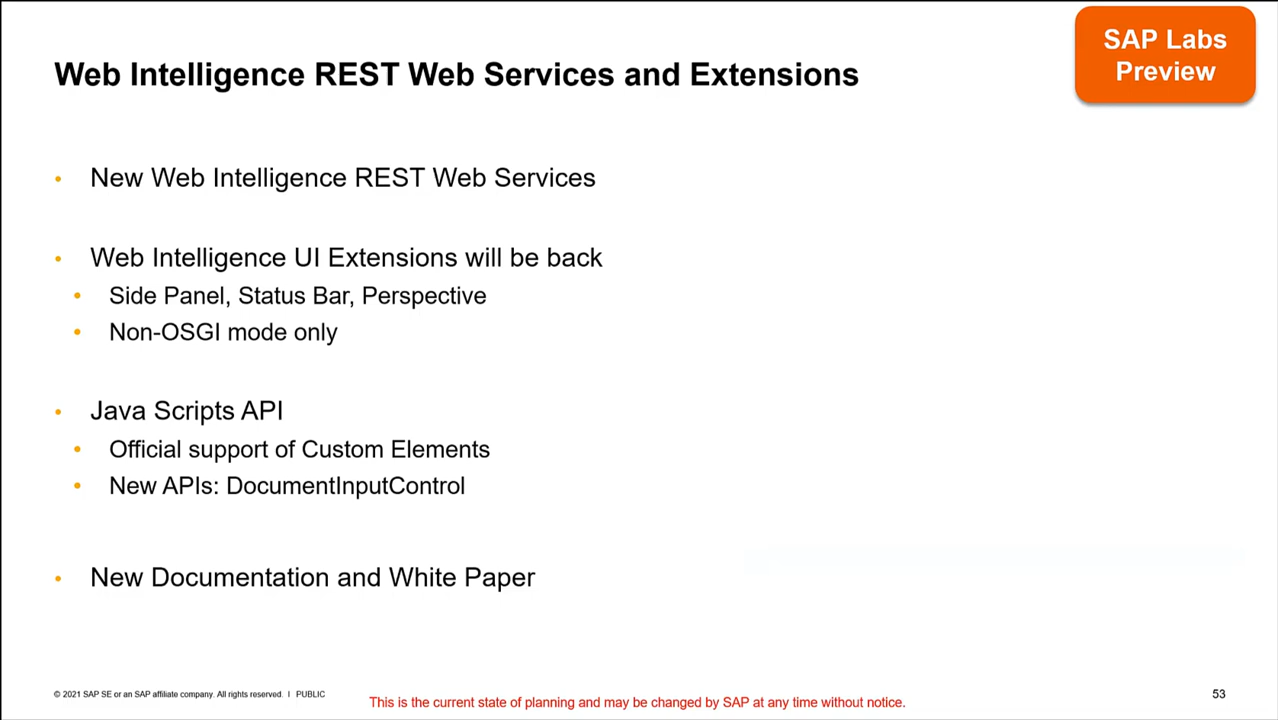 SAP Labs
Preview
Web Intelligence REST Web Services and Extensions
• New Web Intelligence REST Web Services
• Web Intelligence UI Extensions will be back
• Side Panel, Status Bar, Perspective
• Non-OSGI mode only
• Java Scripts API
• Official support of Custom Elements
• New APIs: DocumentInputControl
• New Documentation and White Paper
© 2021 SAP SE or an SAP affiliate company. All rights reserved. I PUBLIC
This is the current state of planning and may be changed by SAP at any time without notice.
53